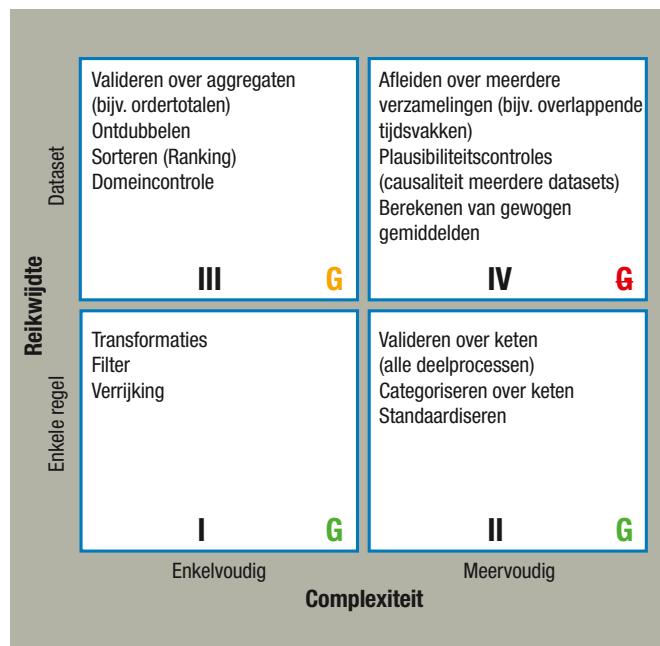 Valideren over aggregaten
(bijv. ordertotalen)
Ontdubbelen
Sorteren (Ranking)
Domeincontrole
III
G
Afleiden over meerdere
verzamelingen (bijv. overlappende
tijdsvakken)
Plausibiliteitscontroles
(causaliteit meerdere datasets)
Berekenen van gewogen
gemiddelden
IV
G
Dataset
Reikwijdte
Enkele regel
Transformaties
Filter
Verrijking
I
G
Valideren over keten
(alle deelprocessen)
Categoriseren over keten
Standaardiseren
II
G
Enkelvoudig
Meervoudig
Complexiteit